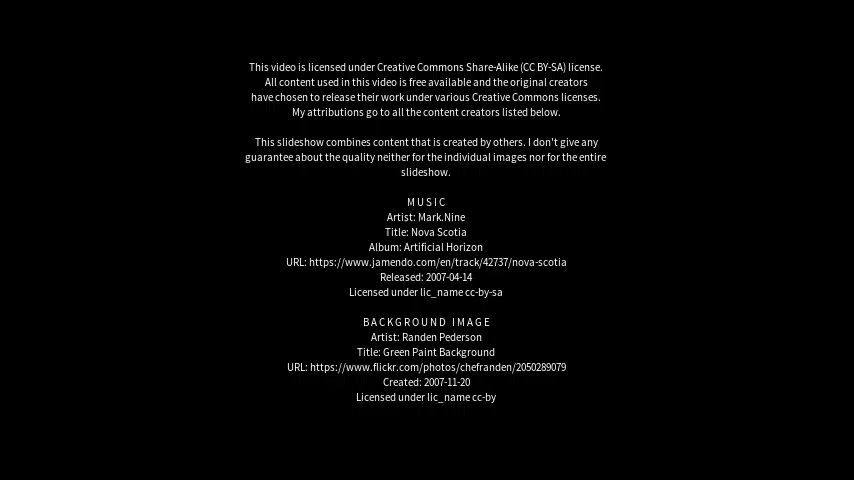 This video is licensed under Creative Commons Share-Alike (CC BY-SA) license.
All content used in this video is free available and the original creators
have chosen to release their work under various Creative Commons licenses.
My attributions go to all the content creators listed below.
This slideshow combines content that is created by others. I don't give any
guarantee about the quality neither for the individual images nor for the entire
slideshow.
M U S I C
Artist: Mark.Nine
Title: Nova Scotia
Album: Artificial Horizon
URL: https://www.jamendo.com/en/track/42737/nova-scotia
Released: 2007-04-14
Licensed under lic_name cc-by-sa
B A C K G R O U N D   I M A G E
Artist: Randen Pederson
Title: Green Paint Background
URL: https://www.flickr.com/photos/chefranden/2050289079
Created: 2007-11-20
Licensed under lic_name cc-by